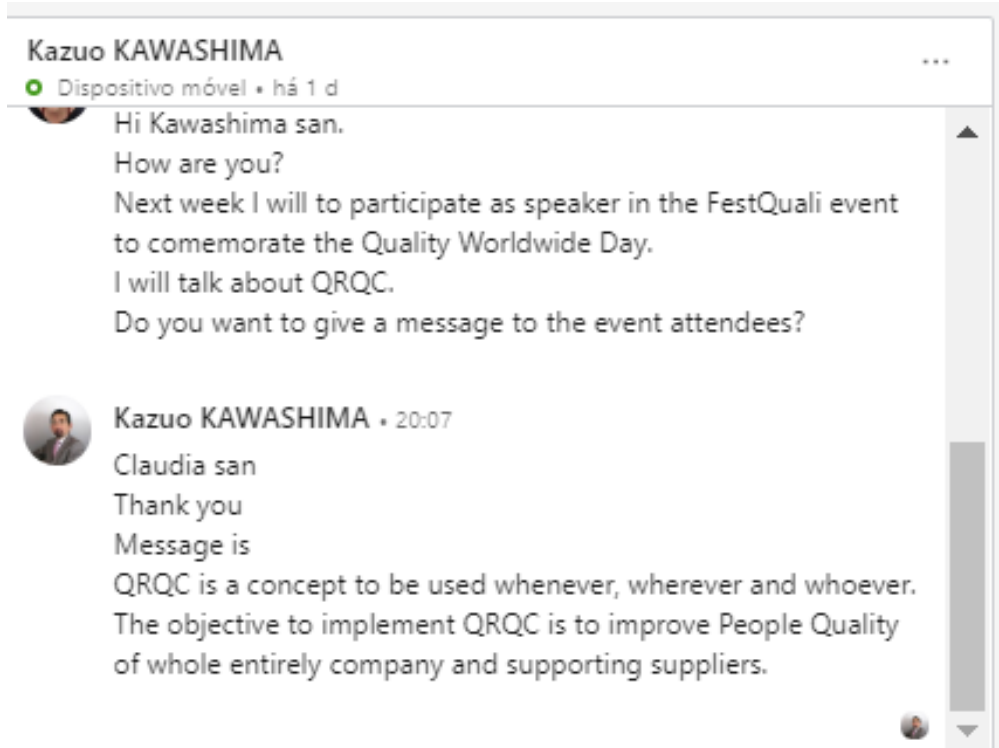 Kazuo KAWASHIMA
...
Dispositivo móvel • há 1 d
Hi Kawashima san.
How are you?
Next week I will to participate as speaker in the FestQuali event
to comemorate the Quality Worldwide Day.
I will talk about QRQC.
Do you want to give a message to the event attendees?
Kazuo KAWASHIMA • 20:07
Claudia san
Thank you
Message is
QRQC is a concept to be used whenever, wherever and whoever.
The objective to implement QRQC is to improve People Quality
of whole entirely company and supporting suppliers.